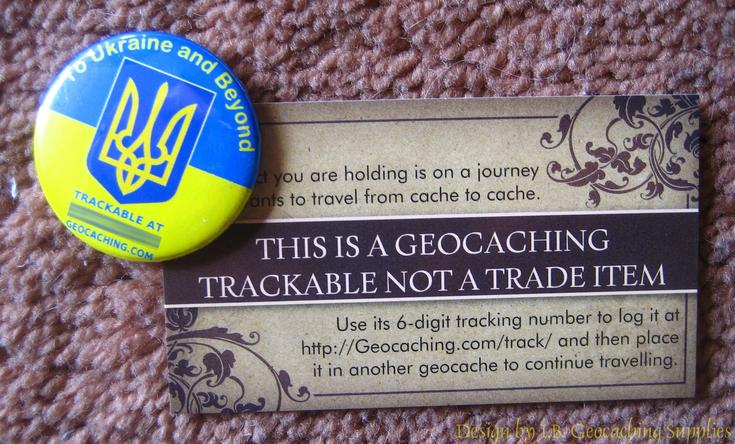 To Ukraine and Beyond
TRACKABLE AT
GEOCACHING.COM
ct you are holding is on a journey
ants to travel from cache to cache.
THIS IS A GEOCACHING
TRACKABLE NOT A TRADE ITEM
Use its 6-digit tracking number to log it at
http://Geocaching.com/track/ and then place
it in another geocache to continue travelling.
Design by I.B. Geocaching Supplies